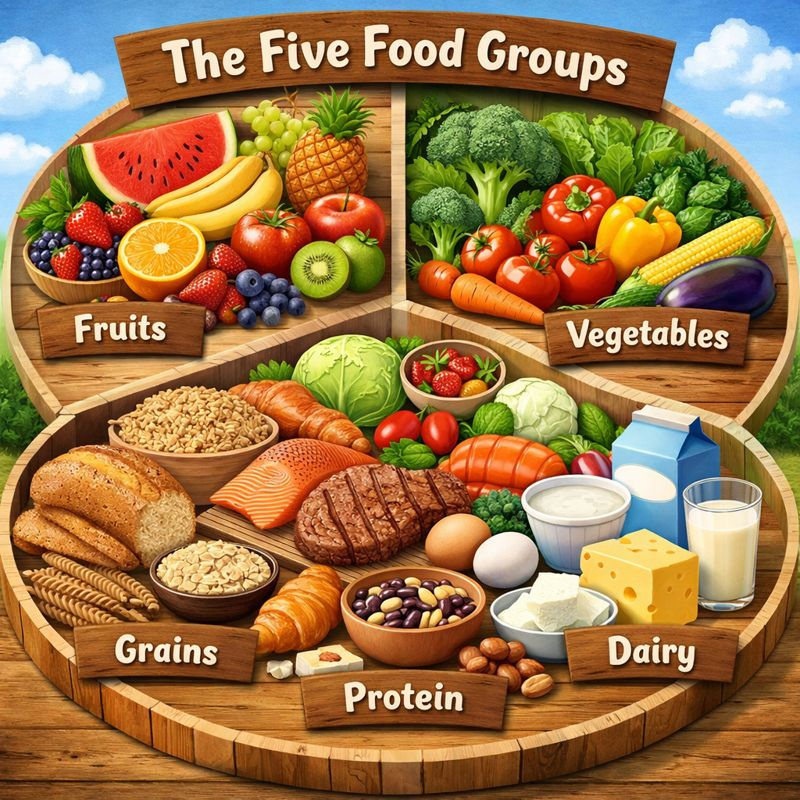 The Five Food Groups
Fruits
Vegetables
Grains
Protein
Dairy